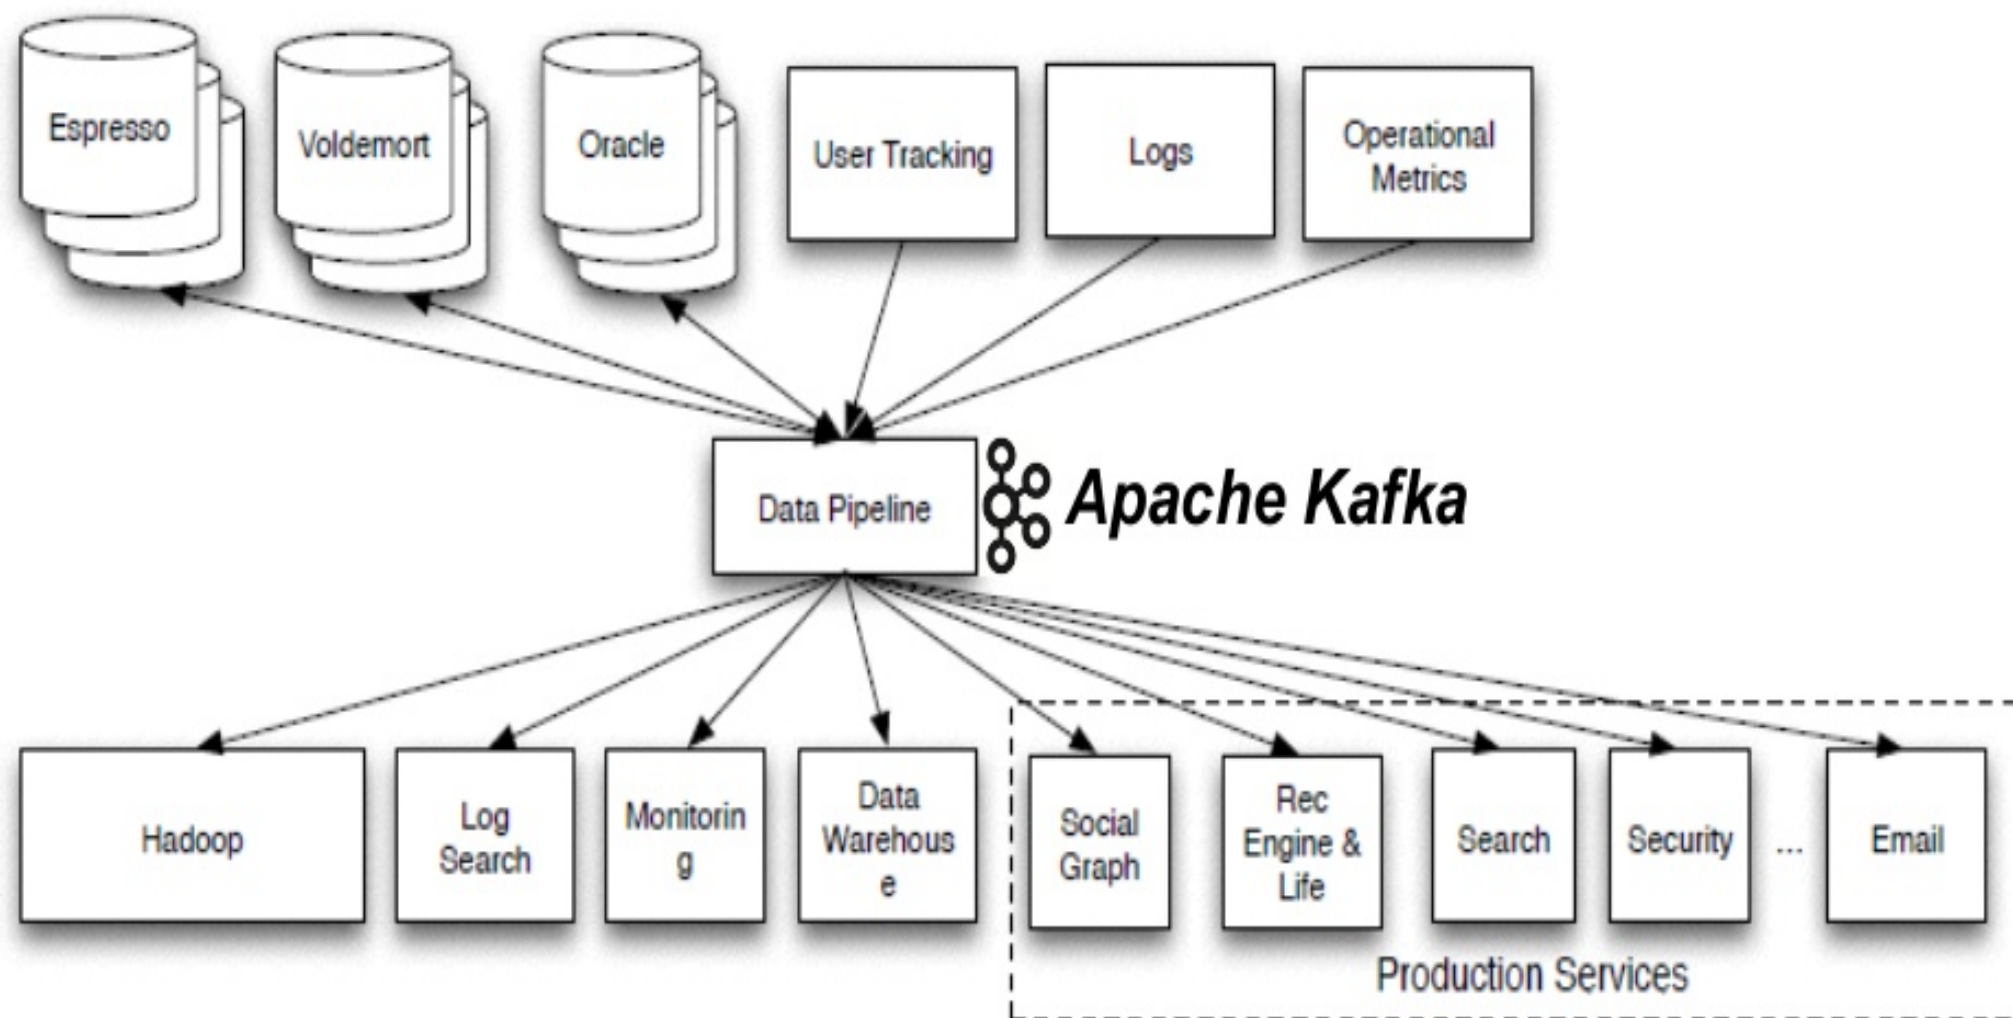 Espresso
Voldemort
Oracle
User Tracking
Logs
Operational
Metrics
Data Pipeline
Apache Kafka
Hadoop
Log
Search
Monitorin
g
Data
Warehous
e
Social
Graph
Rec
Engine &
Life
Search
Security
...
Email
Production Services